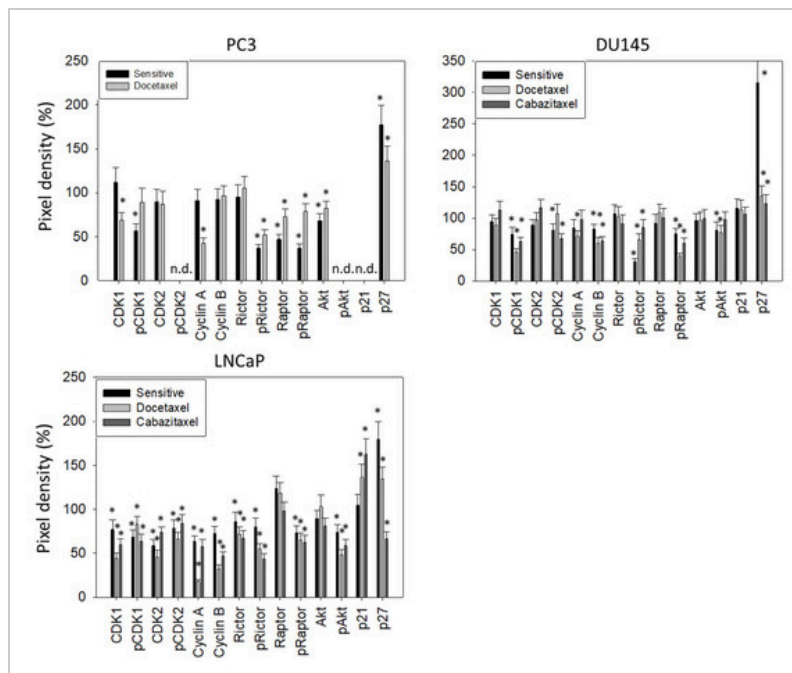 PC3
Pixel density (%)
250
200
150
100
50
0
Sensitive
Docetaxel
* * * * * * * * * * * * *
n.d.
n.d.n.d.
CDK1
pCDK1
CDK2
pCDK2
Cyclin A
Cyclin B
Rictor
pRictor
Raptor
pRaptor
Akt
pAkt
p21
p27
DU145
350
300
250
200
150
100
50
0
Sensitive
Docetaxel
Cabazitaxel
CDK1
pCDK1
CDK2
pCDK2
Cyclin A
Cyclin B
Rictor
pRictor
Raptor
pRaptor
Akt
pAkt
p21
p27
LNCaP
Pixel density (%)
250
200
150
100
50
0
Sensitive
Docetaxel
Cabazitaxel
CDK1
pCDK1
CDK2
pCDK2
Cyclin A
Cyclin B
Rictor
pRictor
Raptor
pRaptor
Akt
pAkt
p21
p27